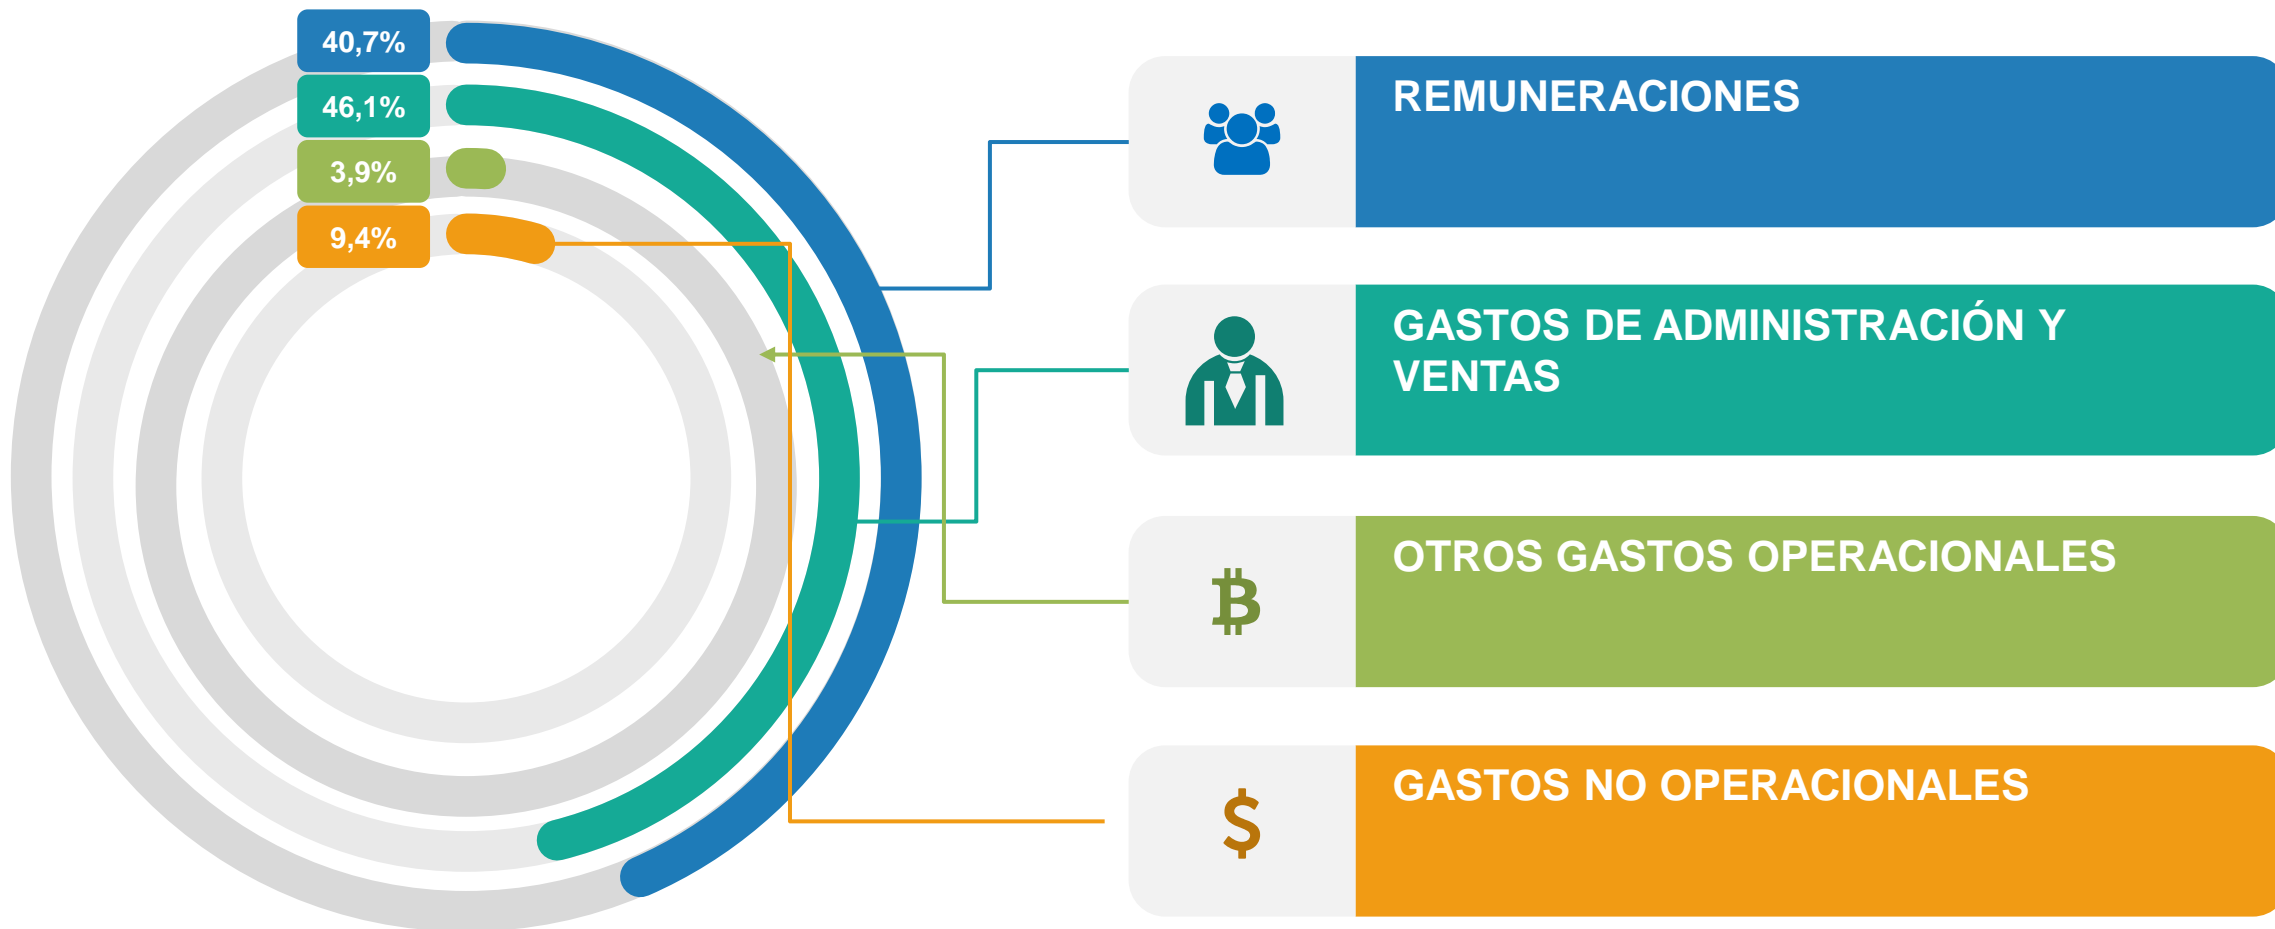 40,7%
46,1%
3,9%
9,4%
REMUNERACIONES
GASTOS DE ADMINISTRACIÓN Y
VENTAS
OTROS GASTOS OPERACIONALES
GASTOS NO OPERACIONALES